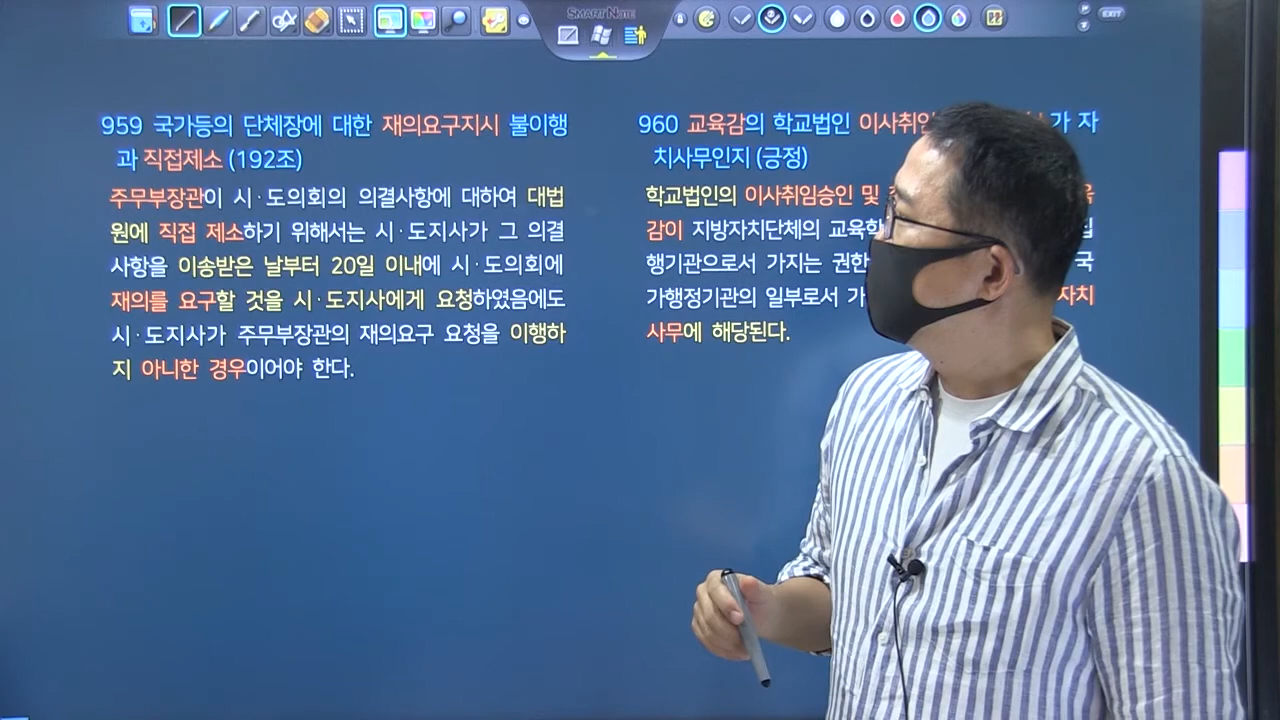 SMARTNOTE
EXIT
959 국가등의 단체장에 대한 재의요구지시 불이행
과 직접제소 (192조)
주무부장관이 시·도의회의 의결사항에 대하여 대법
원에 직접 제소하기 위해서는 시·도지사가 그 의결
사항을 이송받은 날부터 20일 이내에 시·도의회에
재의를 요구할 것을 시·도지사에게 요청하였음에도
시·도지사가 주무부장관의 재의요구 요청을 이행하
지 아니한 경우이어야 한다.
960 교육감의 학교법인 이사취임 가 자
치사무인지 (긍정)
학교법인의 이사취임승인 및
감이 지방자치단체의 교육학
행기관으로서 가지는 권한 국
가행정기관의 일부로서 가 자치
사무에 해당된다.